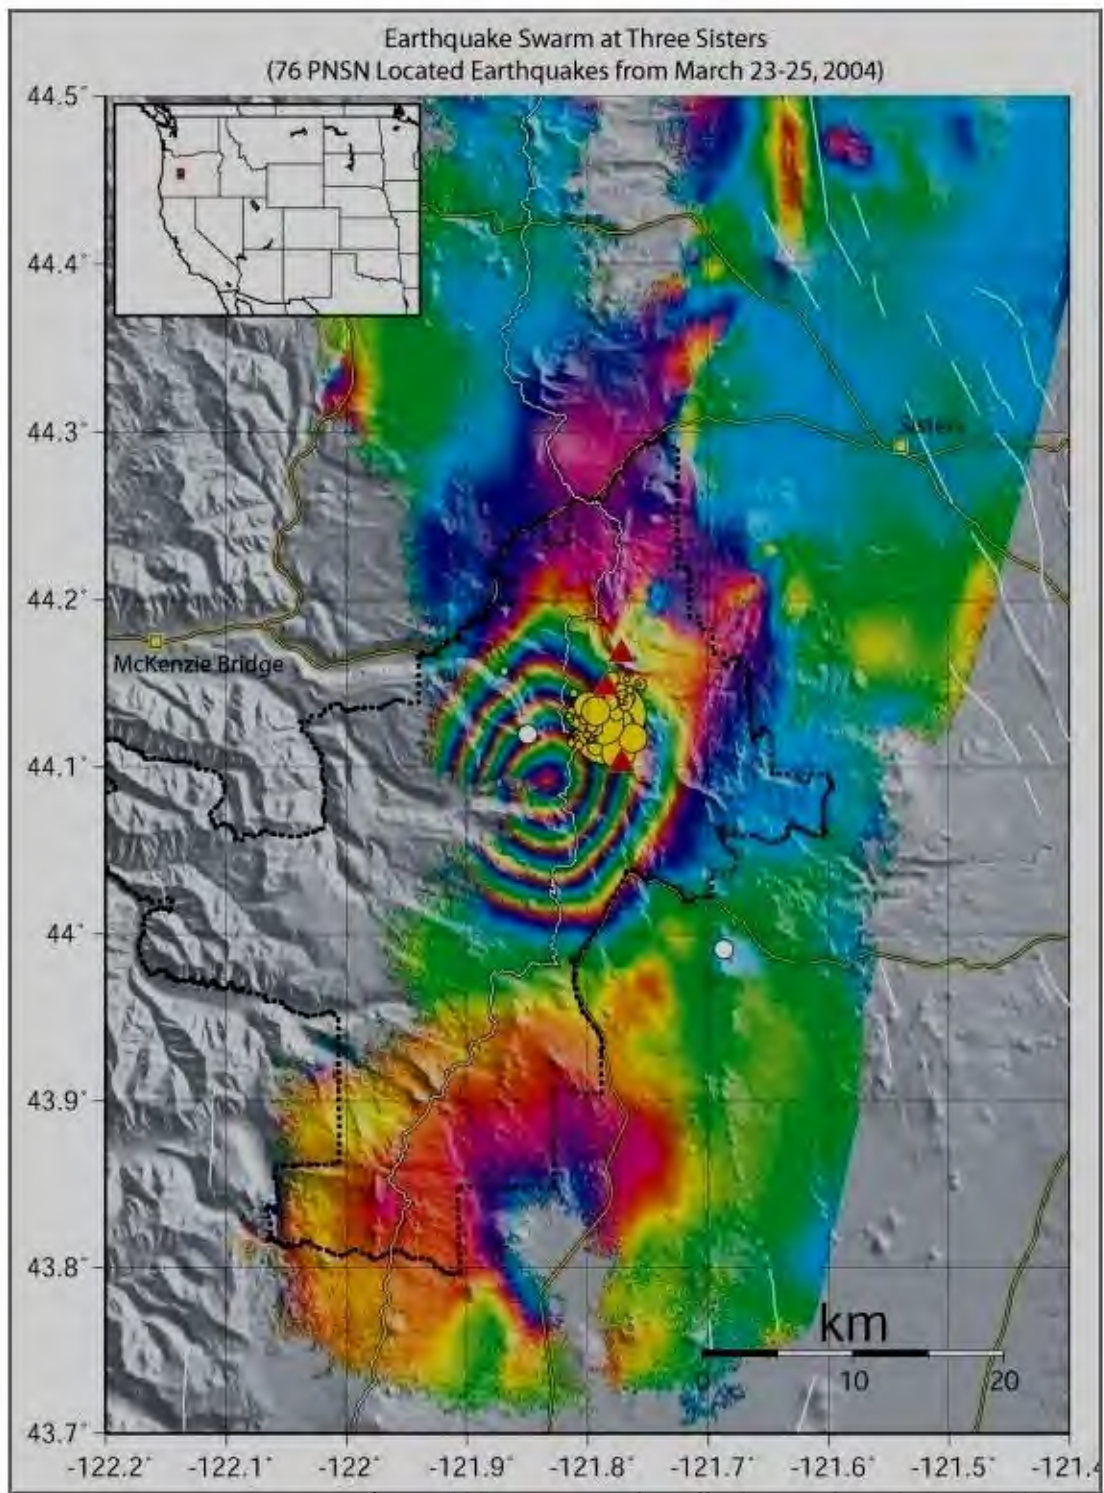 Earthquake Swarm at Three Sisters
(76 PNSN Located Earthquakes from March 23-25, 2004)
44.5˚
44.4˚
44.3˚
Sisters
44.2˚
McKenzie Bridge
44.1˚
44˚
43.9˚
43.8˚
km
0 10 20
43.7˚
-122.2˚ -122.1˚ -122˚ -121.9˚ -121.8˚ -121.7˚ -121.6˚ -121.5˚ -121.4